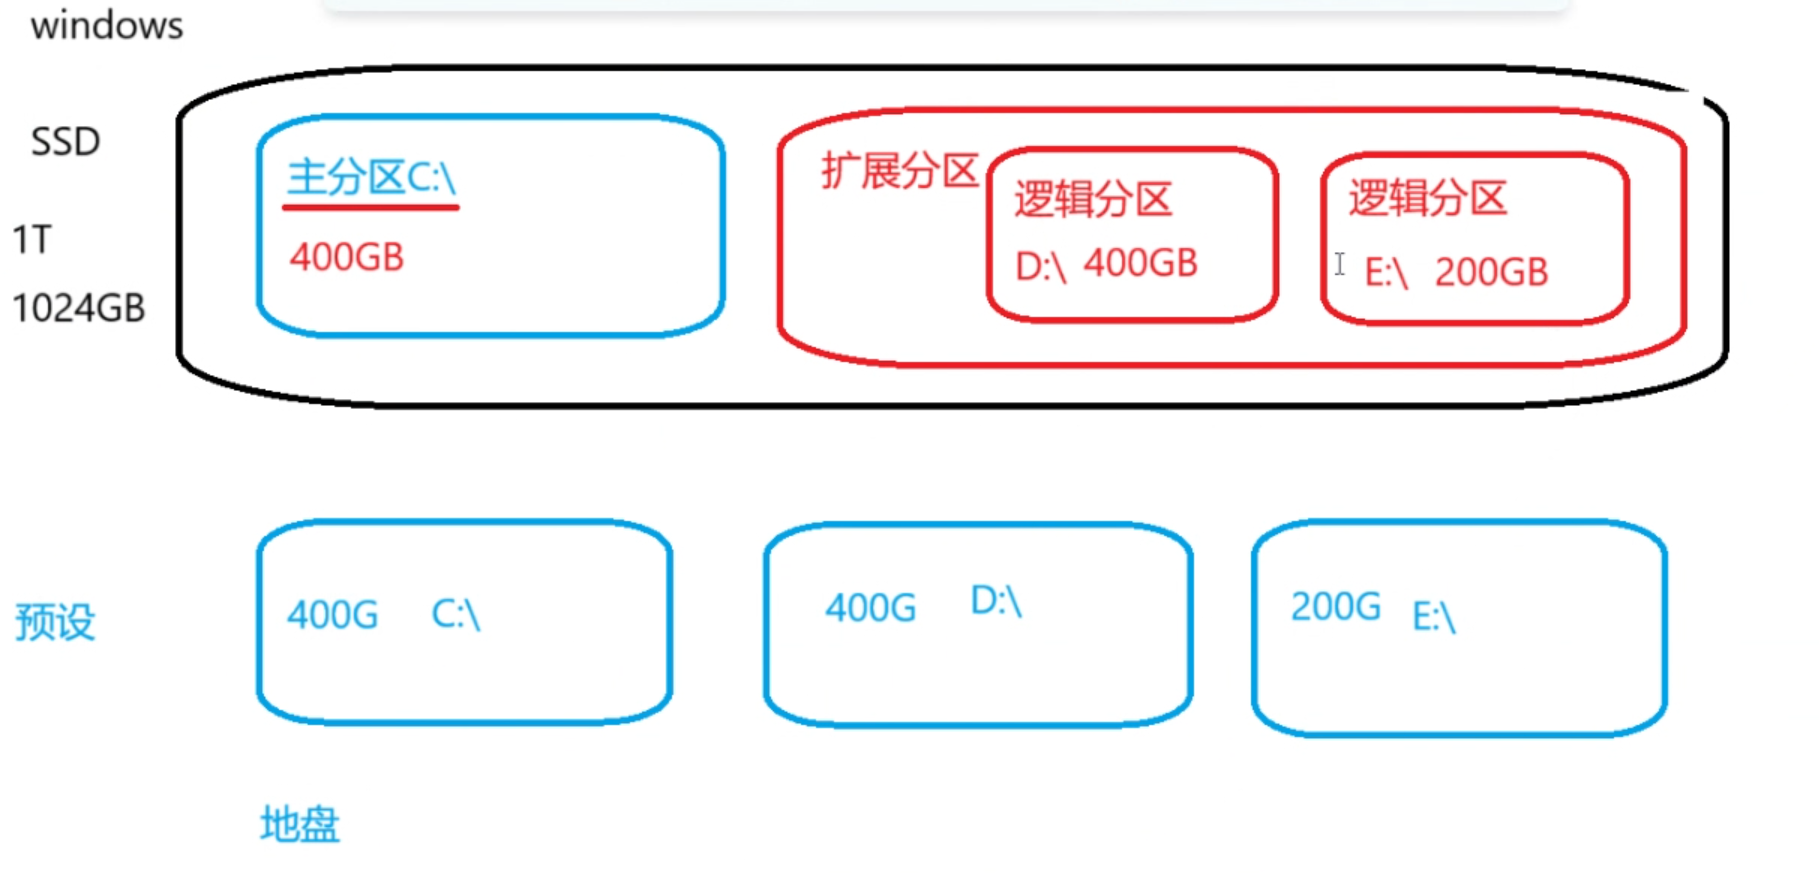 windows
SSD
1T
1024GB
主分区C:\
400GB
扩展分区
逻辑分区
D:\ 400GB
逻辑分区
E:\ 200GB
预设
400G C:\
400G D:\
200G E:\
地盘